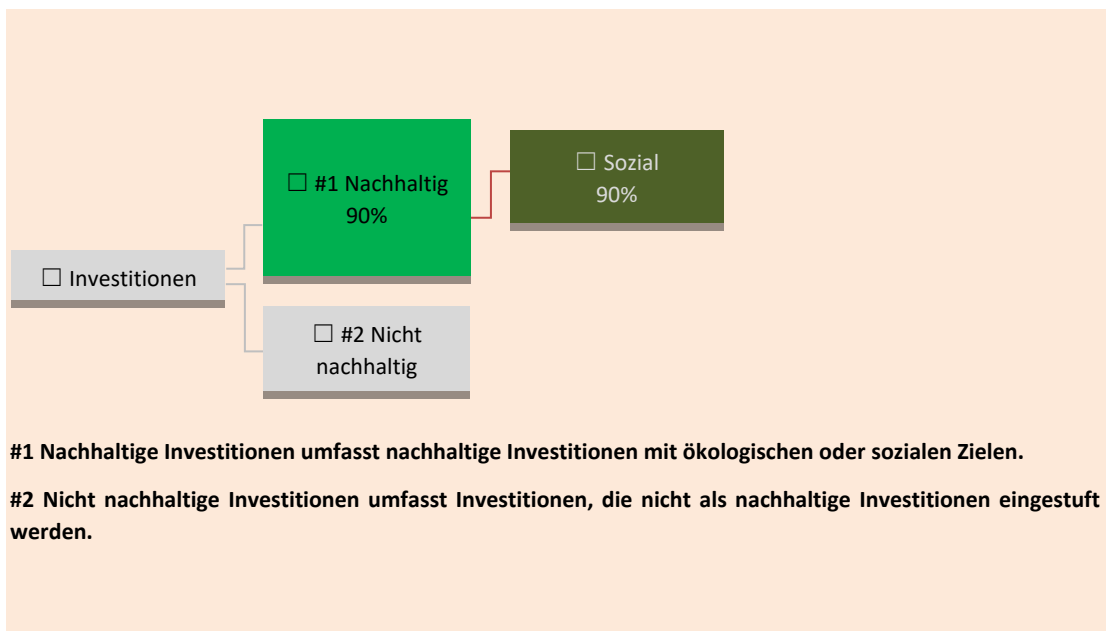 ☐ #1 Nachhaltig
90%
☐ Sozial
90%
☐ Investitionen
☐ #2 Nicht
nachhaltig
#1 Nachhaltige Investitionen umfasst nachhaltige Investitionen mit ökologischen oder sozialen Zielen.
#2 Nicht nachhaltige Investitionen umfasst Investitionen, die nicht als nachhaltige Investitionen eingestuft
werden.